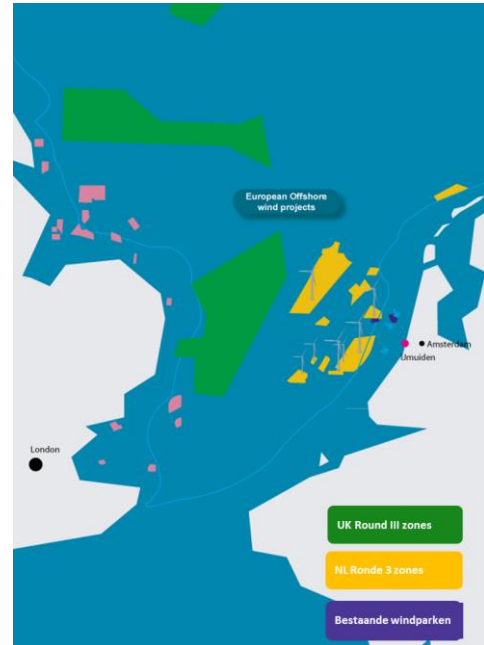 European Offshore
wind projects
Amsterdam
IJmuiden
London
UK Round III zones
NL Ronde 3 zones
Bestaande windparken